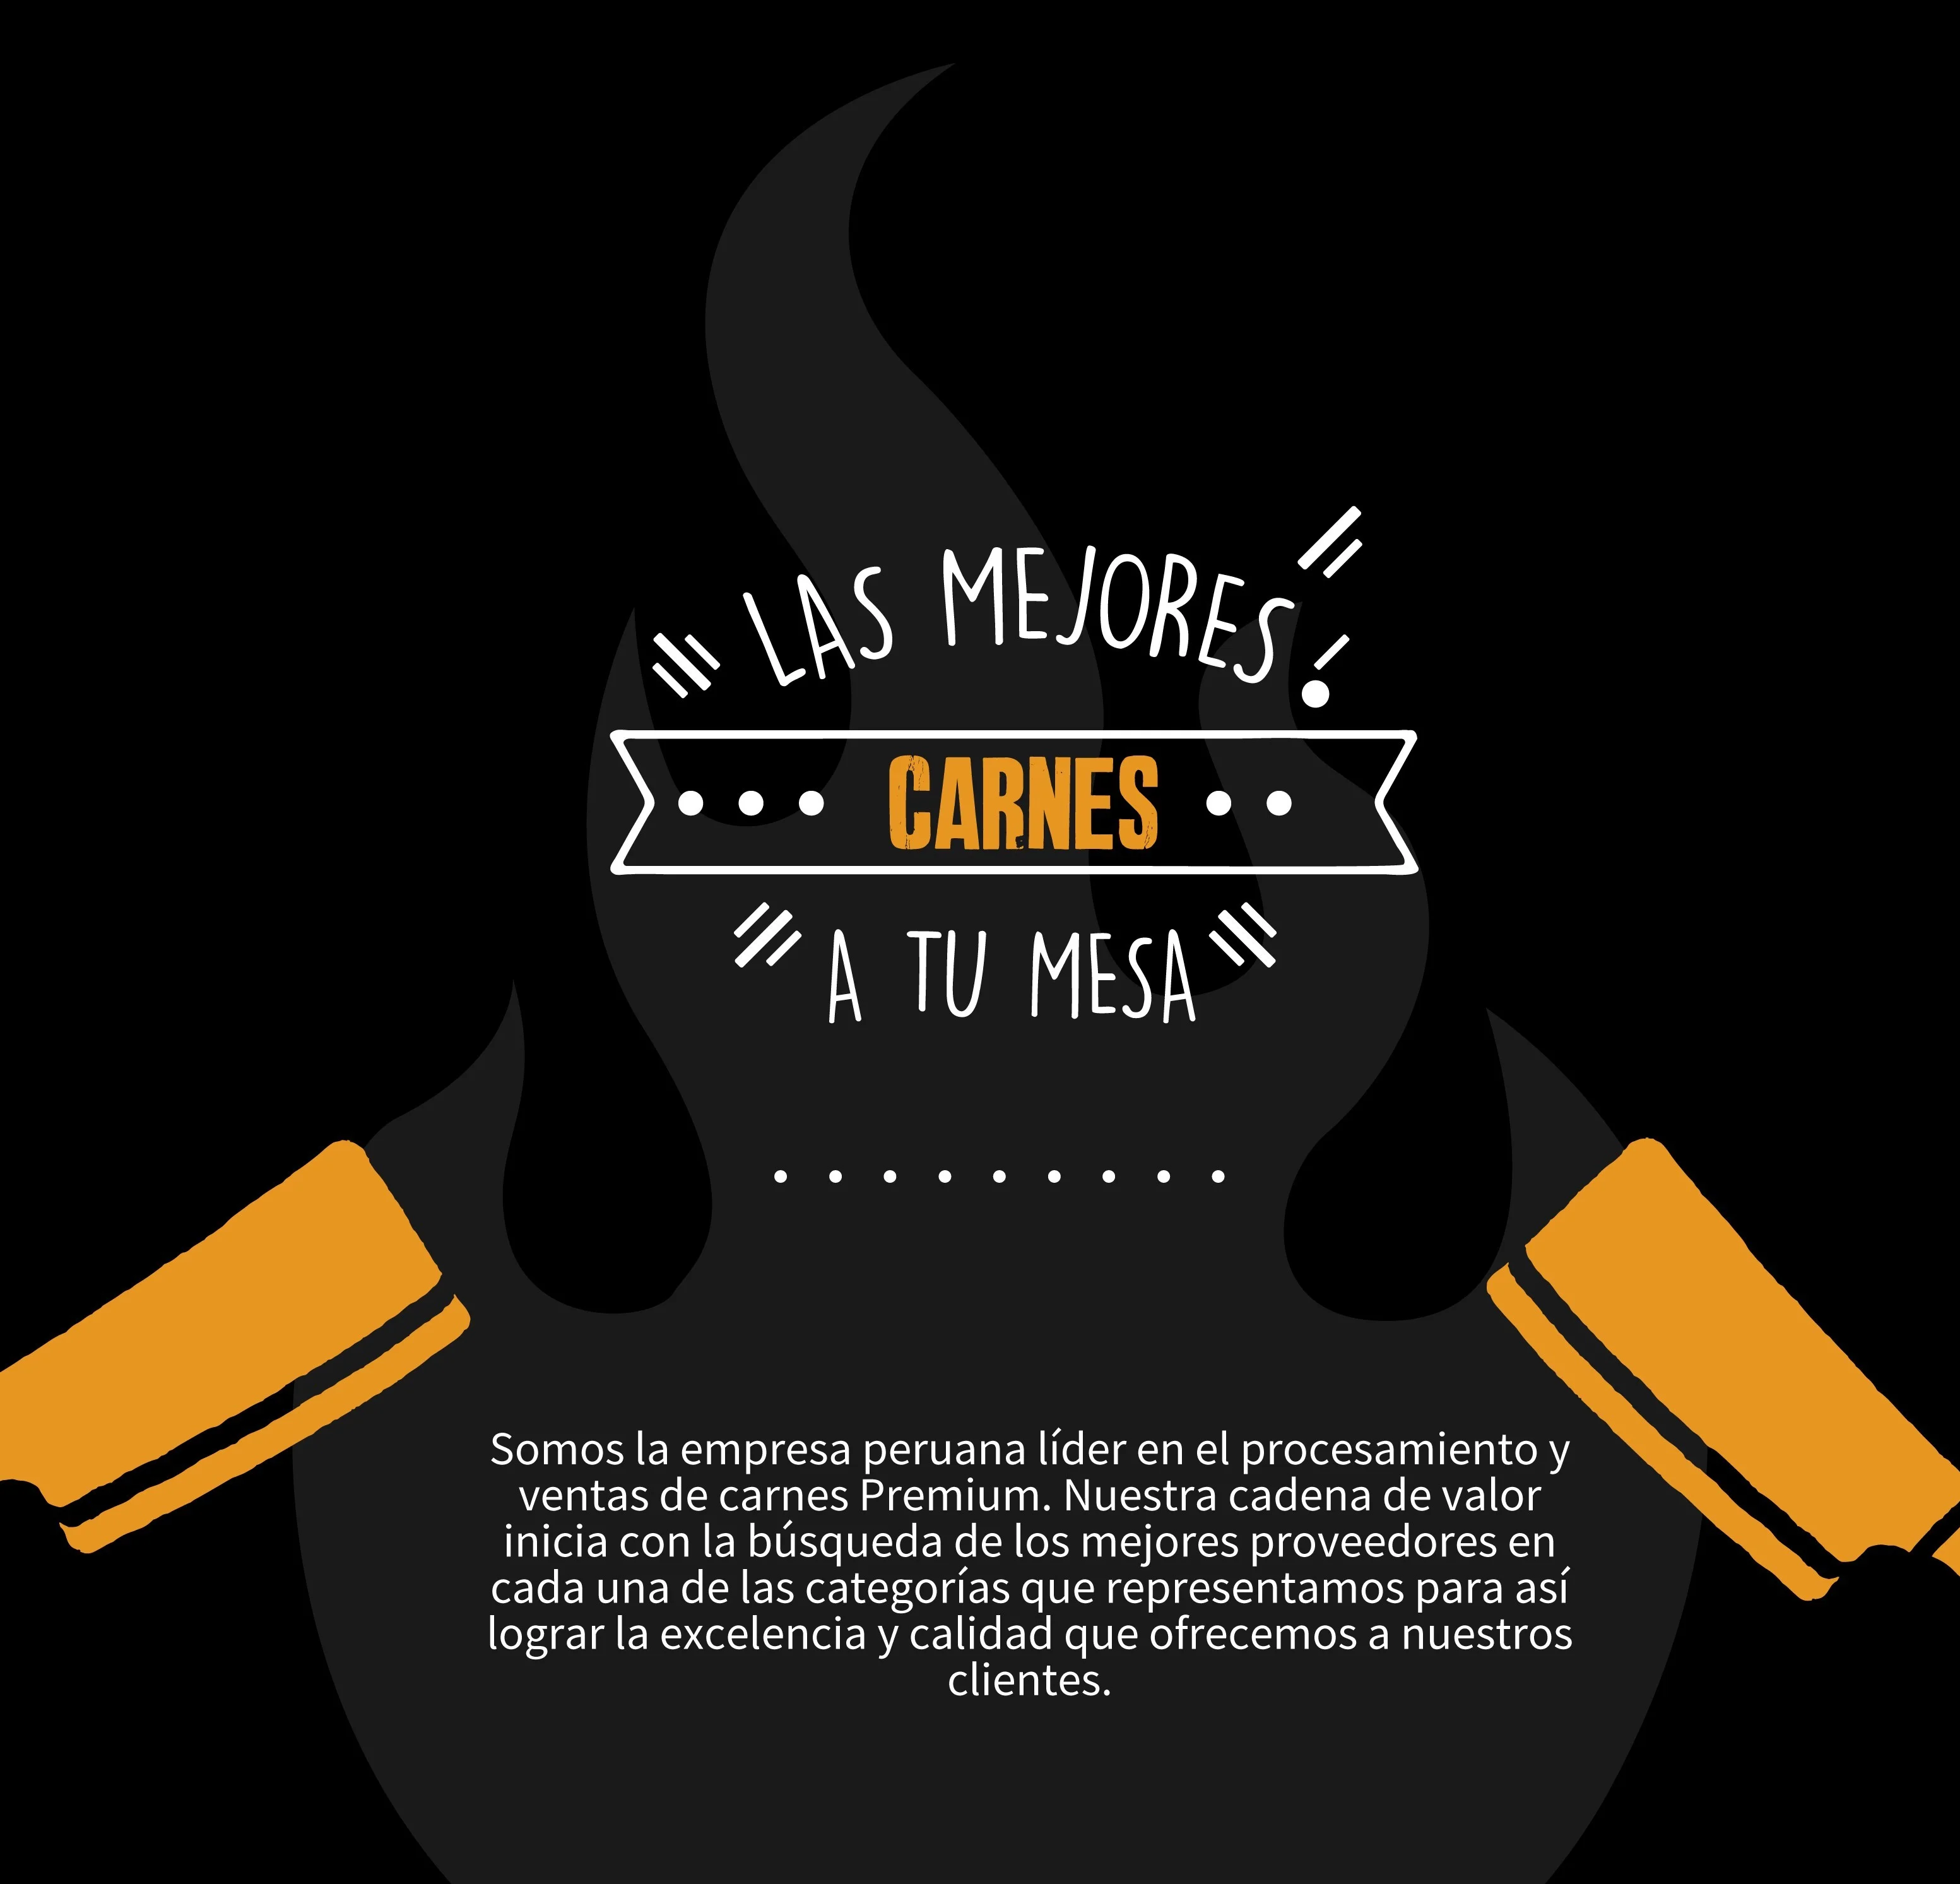 LAS MEJORES
CARNES
A TU MESA
Somos la empresa peruana líder en el procesamiento y
ventas de carnes Premium. Nuestra cadena de valor
inicia con la búsqueda de los mejores proveedores en
cada una de las categorías que representamos para así
lograr la excelencia y calidad que ofrecemos a nuestros
clientes.